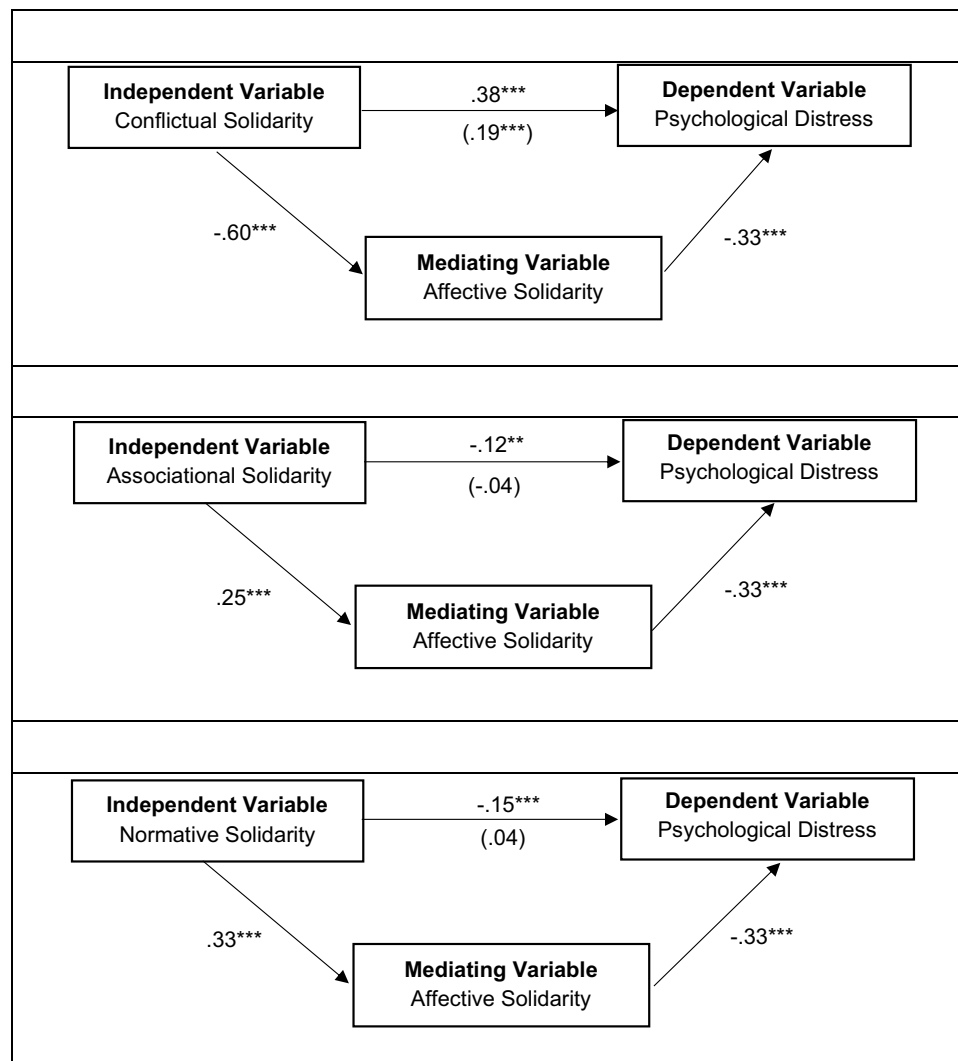 Independent Variable
Conflictual Solidarity
.38***
(.19***)
Dependent Variable
Psychological Distress
-.60***
-.33***
Mediating Variable
Affective Solidarity
Independent Variable
Associational Solidarity
-.12**
(-.04)
Dependent Variable
Psychological Distress
.25***
-.33***
Mediating Variable
Affective Solidarity
Independent Variable
Normative Solidarity
-.15***
(.04)
Dependent Variable
Psychological Distress
.33***
-.33***
Mediating Variable
Affective Solidarity